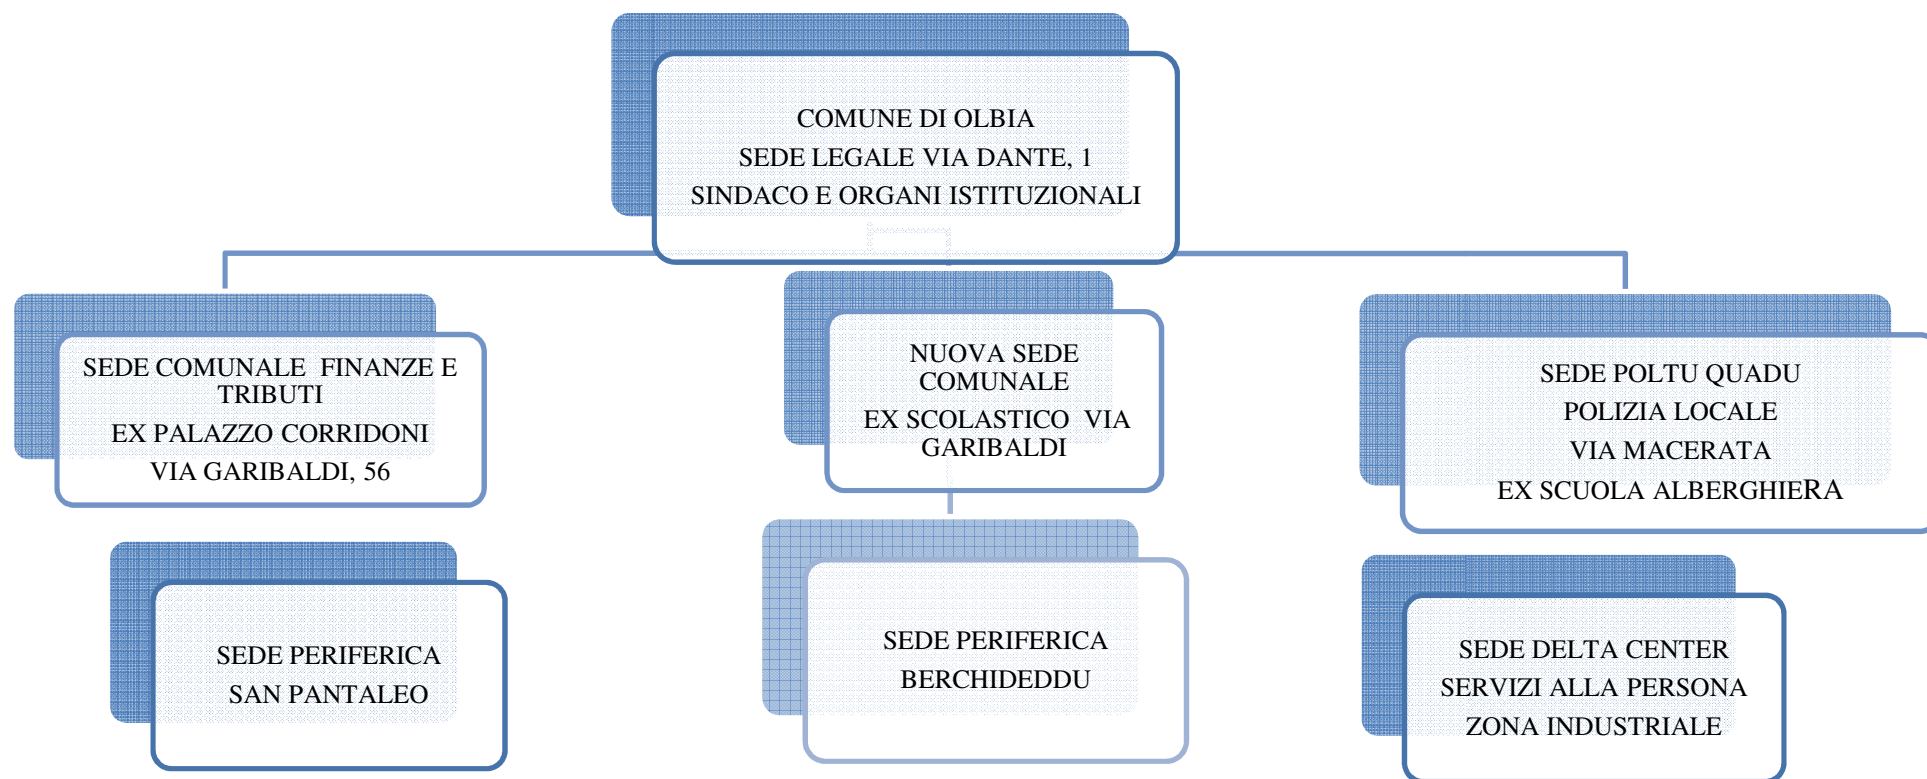 COMUNE DI OLBIA
SEDE LEGALE VIA DANTE, 1
SINDACO E ORGANI ISTITUZIONALI
SEDE COMUNALE  FINANZE E
TRIBUTI
EX PALAZZO CORRIDONI
VIA GARIBALDI, 56
NUOVA SEDE
COMUNALE
EX SCOLASTICO  VIA
GARIBALDI
SEDE POLTU QUADU
POLIZIA LOCALE
VIA MACERATA
EX SCUOLA ALBERGHIERA
SEDE PERIFERICA
SAN PANTALEO
SEDE PERIFERICA
BERCHIDEDDU
SEDE DELTA CENTER
SERVIZI ALLA PERSONA
ZONA INDUSTRIALE